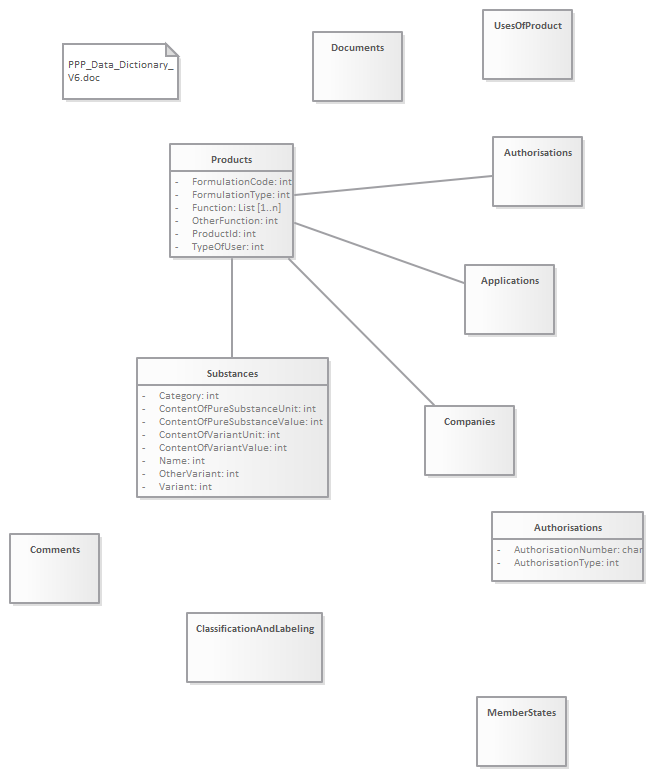 UsesOfProduct
Documents
PPP_Data_Dictionary_
V6.doc
Authorisations
Products
- FormulationCode: int
- FormulationType: int
- Function: List [1..n]
- OtherFunction: int
- ProductId: int
- TypeOfUser: int
Applications
Substances
- Category: int
- ContentOfPureSubstanceUnit: int
- ContentOfPureSubstanceValue: int
- ContentOfVariantUnit: int
- ContentOfVariantValue: int
- Name: int
- OtherVariant: int
- Variant: int
Companies
Authorisations
- AuthorisationNumber: char
- AuthorisationType: int
Comments
ClassificationAndLabeling
MemberStates